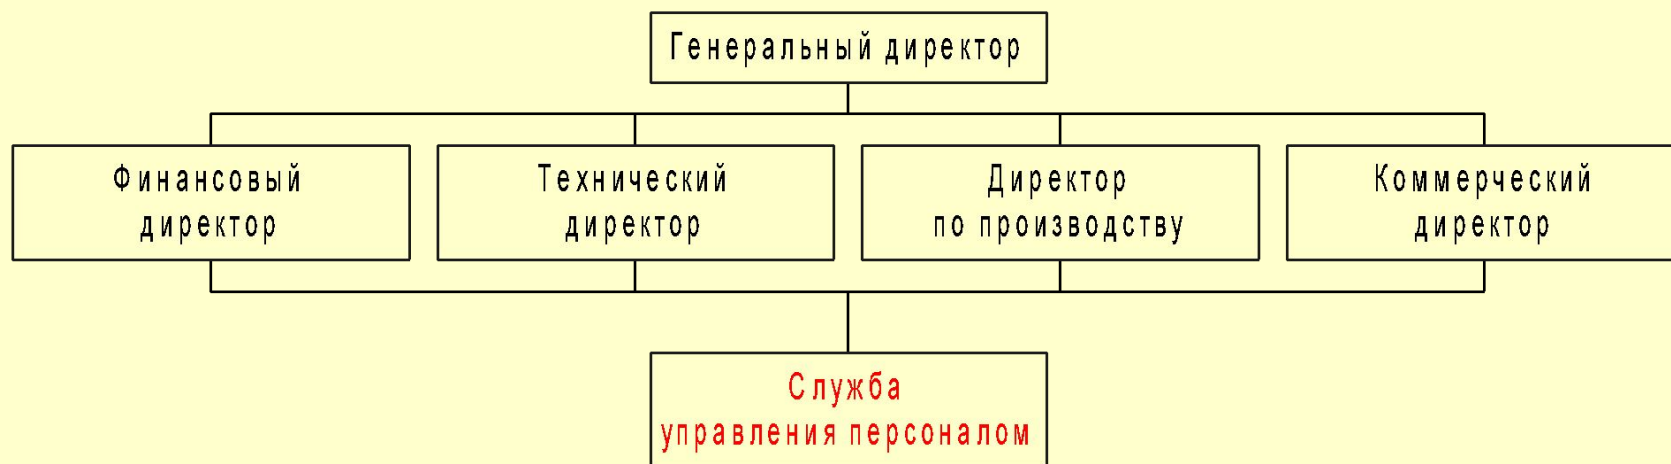 Генеральный директор
Финансовый
директор
Технический
директор
Директор
по производству
Коммерческий
директор
Служба
управления персоналом